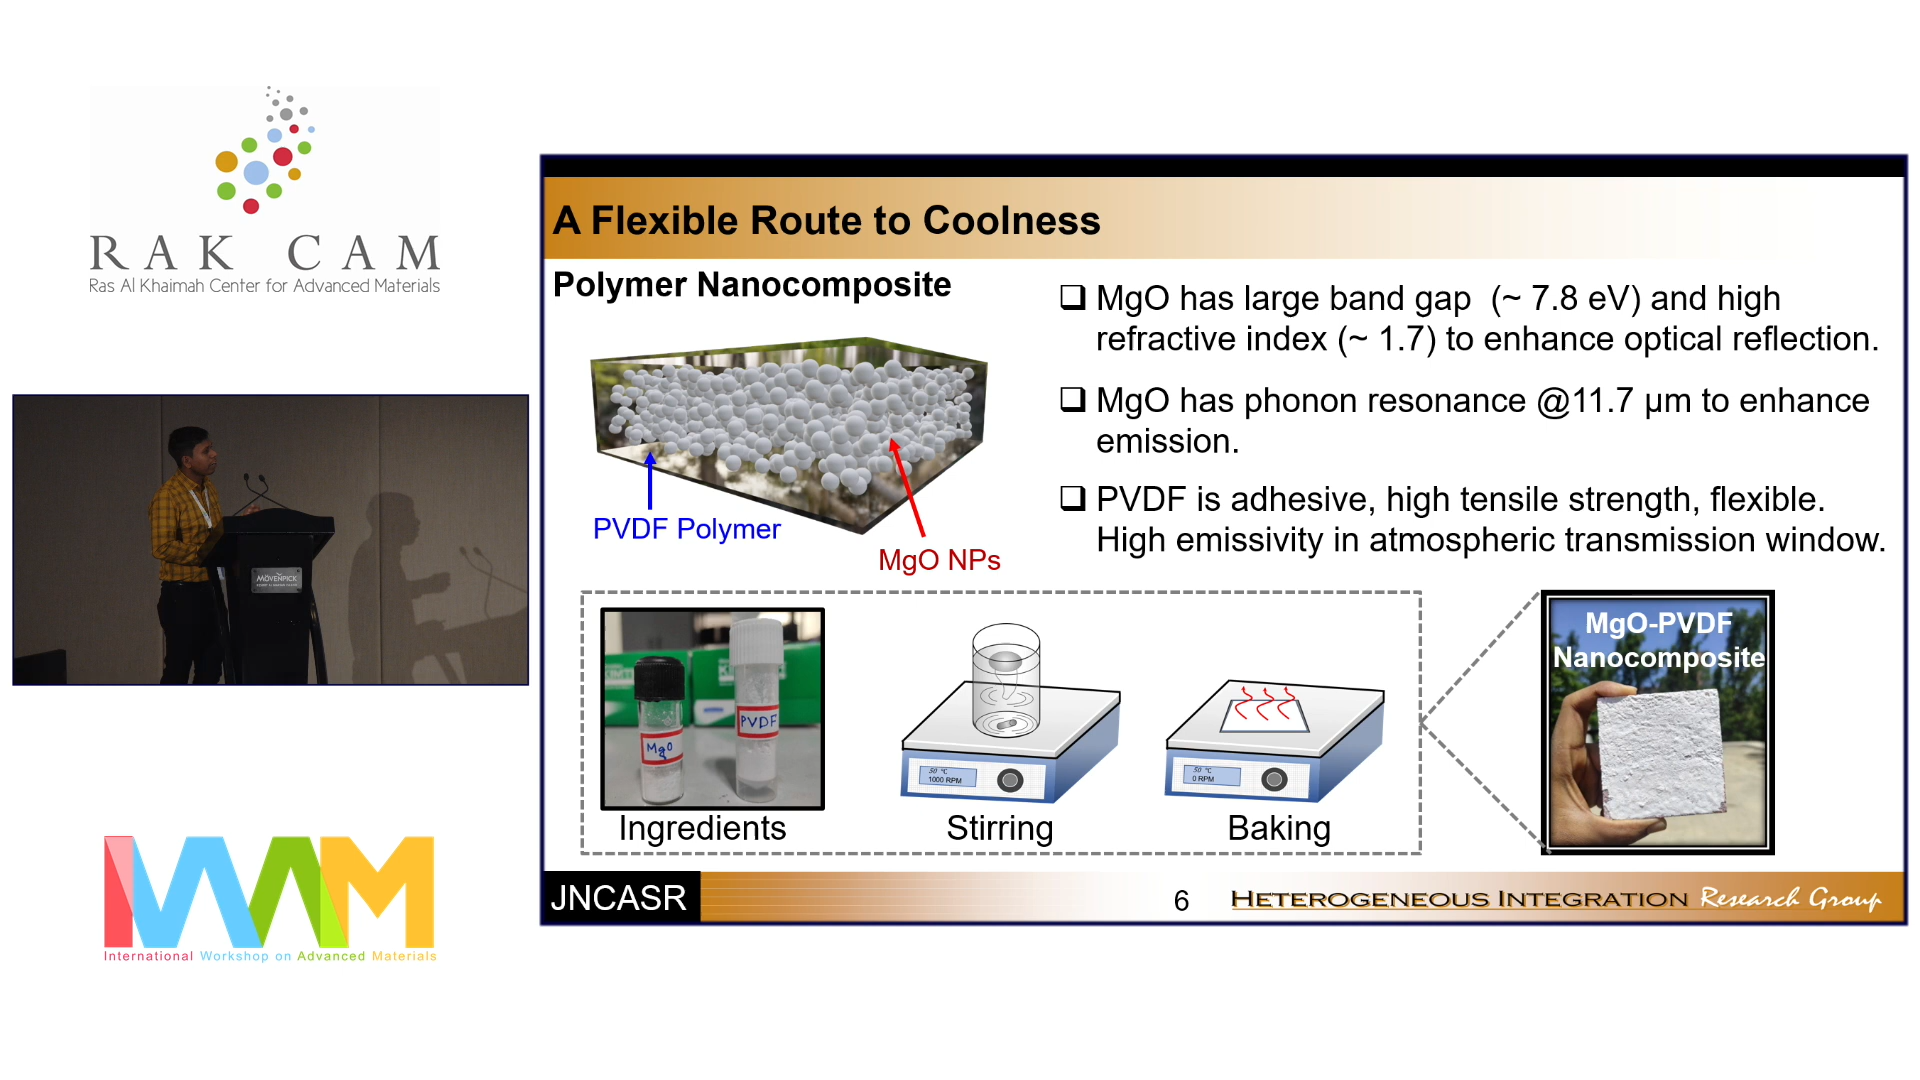 RAK CAM
Ras Al Khaimah Center for Advanced Materials
MÖVENPICK
IWAM
International Workshop on Advanced Materials
A Flexible Route to Coolness
Polymer Nanocomposite
PVDF Polymer
MgO NPs
❑ MgO has large band gap (~ 7.8 eV) and high
refractive index (~ 1.7) to enhance optical reflection.
❑ MgO has phonon resonance @11.7 μm to enhance
emission.
❑ PVDF is adhesive, high tensile strength, flexible.
High emissivity in atmospheric transmission window.
MgO
PVDF
Ingredients
50 °C
1000 RPM
Stirring
50 °C
0 RPM
Baking
MgO-PVDF
Nanocomposite
JNCASR
6
HETEROGENEOUS INTEGRATION Research Group